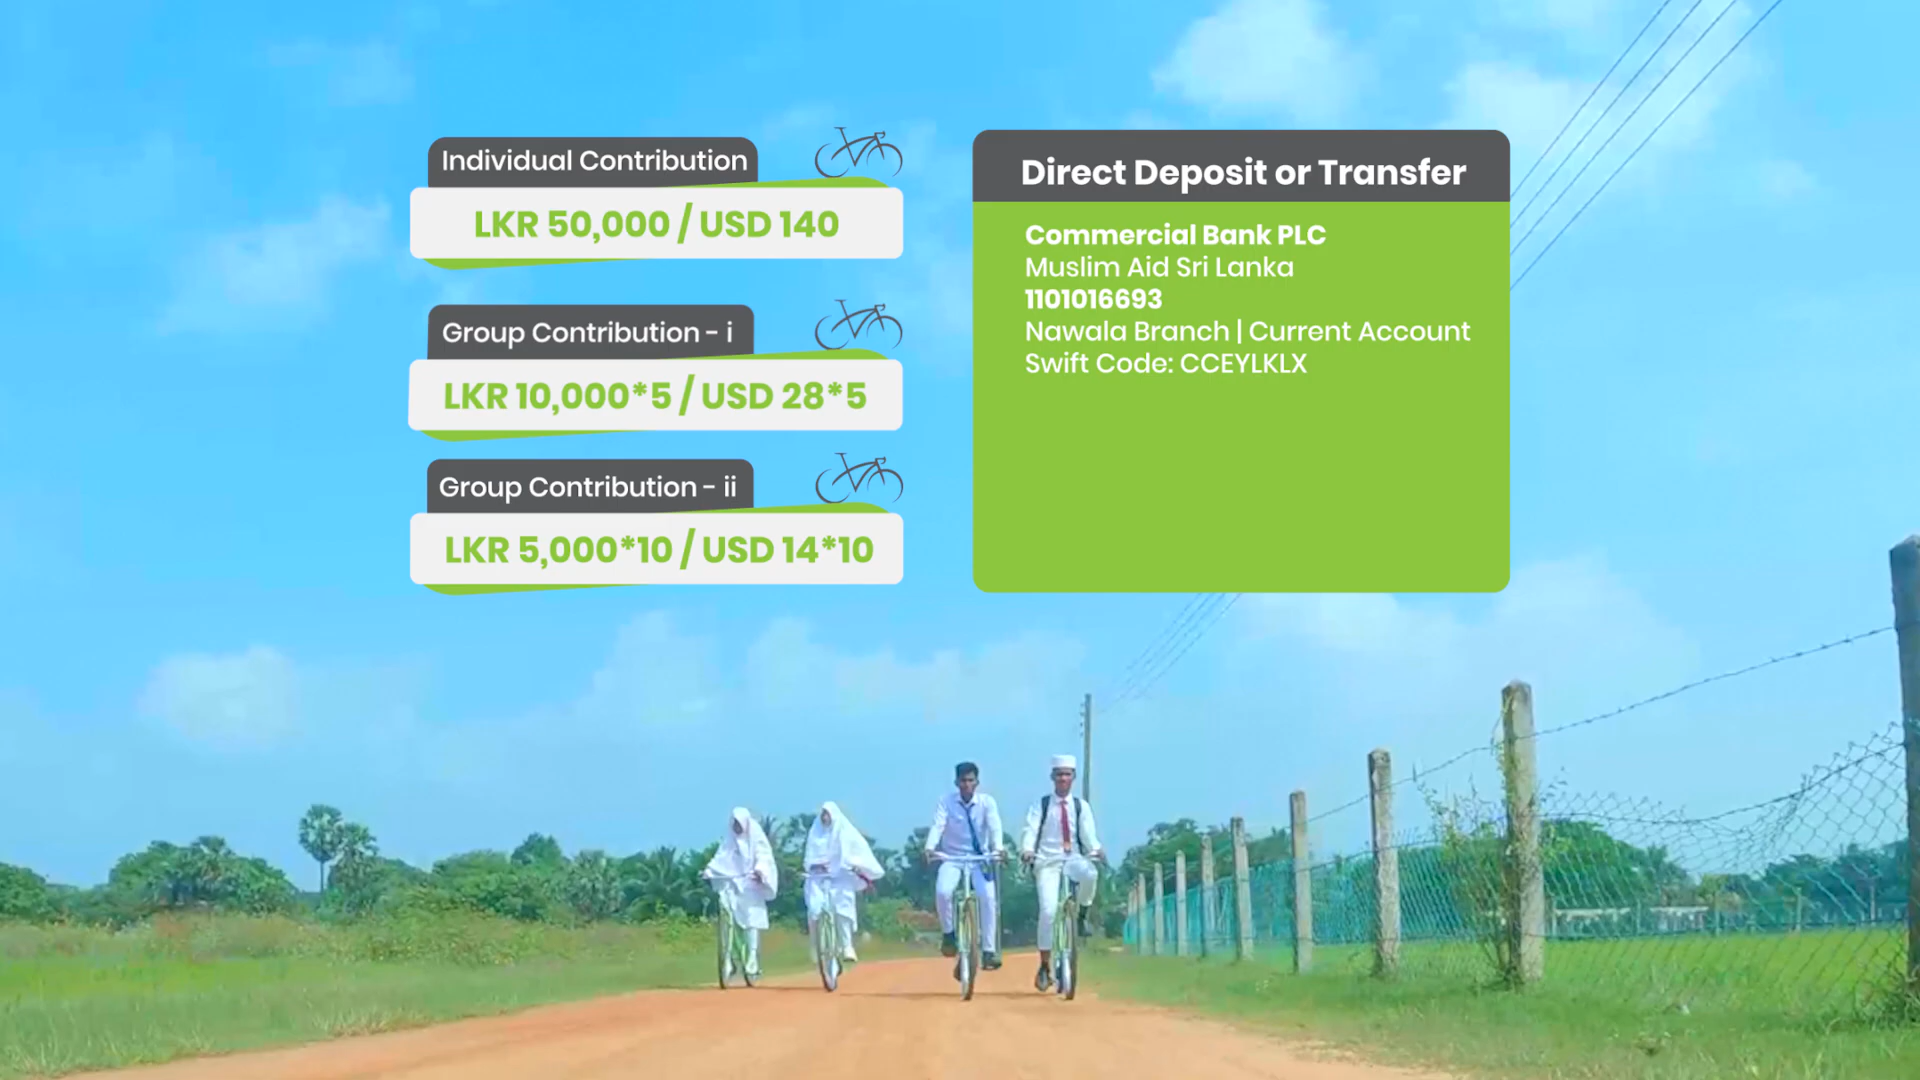 Individual Contribution
LKR 50,000 / USD 140
Group Contribution - i
LKR 10,000*5 / USD 28*5
Group Contribution - ii
LKR 5,000*10 / USD 14*10
Direct Deposit or Transfer
Commercial Bank PLC
Muslim Aid Sri Lanka
1101016693
Nawala Branch | Current Account
Swift Code: CCEYLKLX